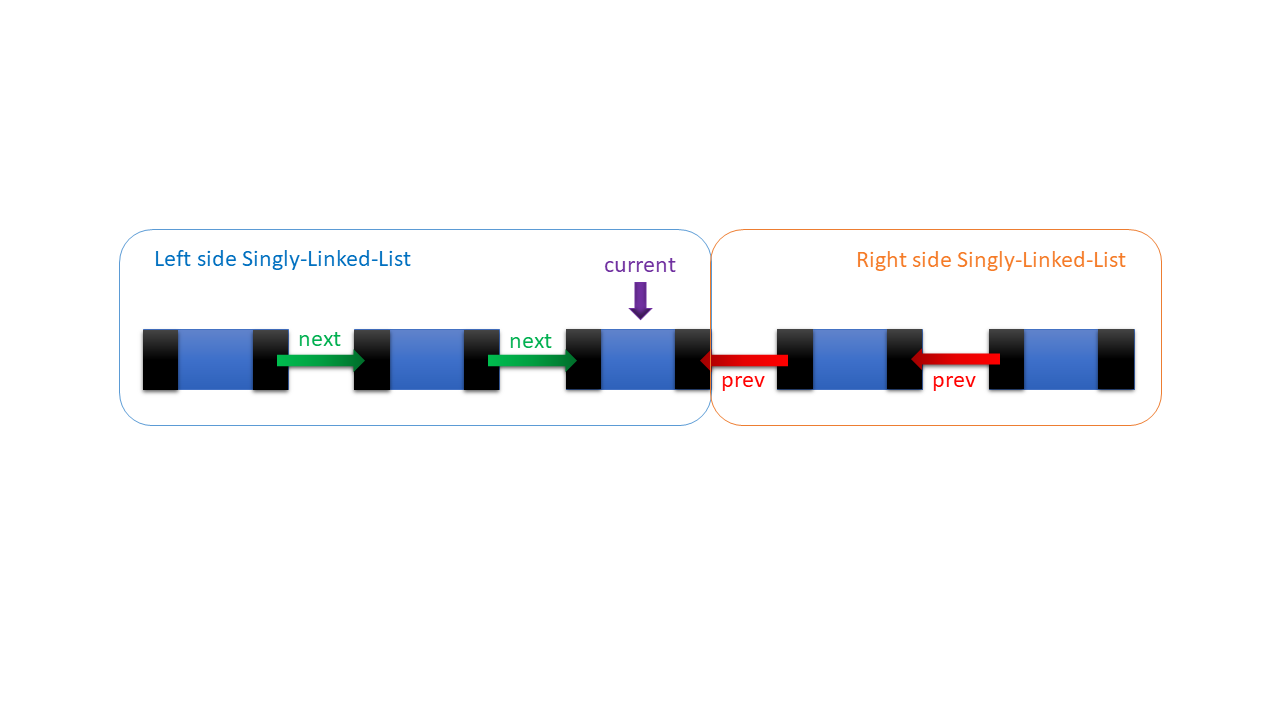 Left side Singly-Linked-List
Right side Singly-Linked-List
current
next
next
prev
prev